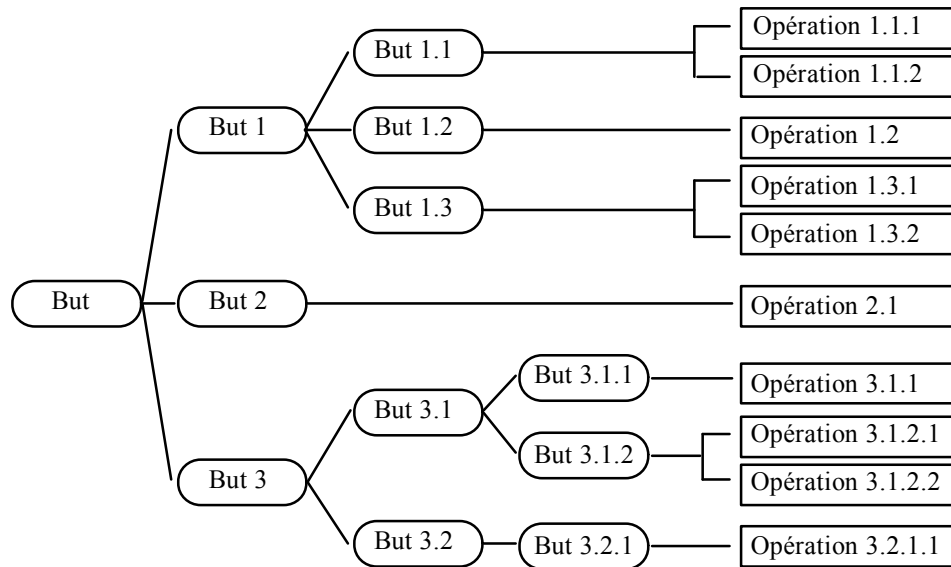 Opération 1.1.1
But 1.1
Opération 1.1.2
But 1
But 1.2
Opération 1.2
Opération 1.3.1
But 1.3
Opération 1.3.2
But
But 2
Opération 2.1
But 3.1.1
Opération 3.1.1
But 3.1
Opération 3.1.2.1
But 3.1.2
But 3
Opération 3.1.2.2
But 3.2
But 3.2.1
Opération 3.2.1.1